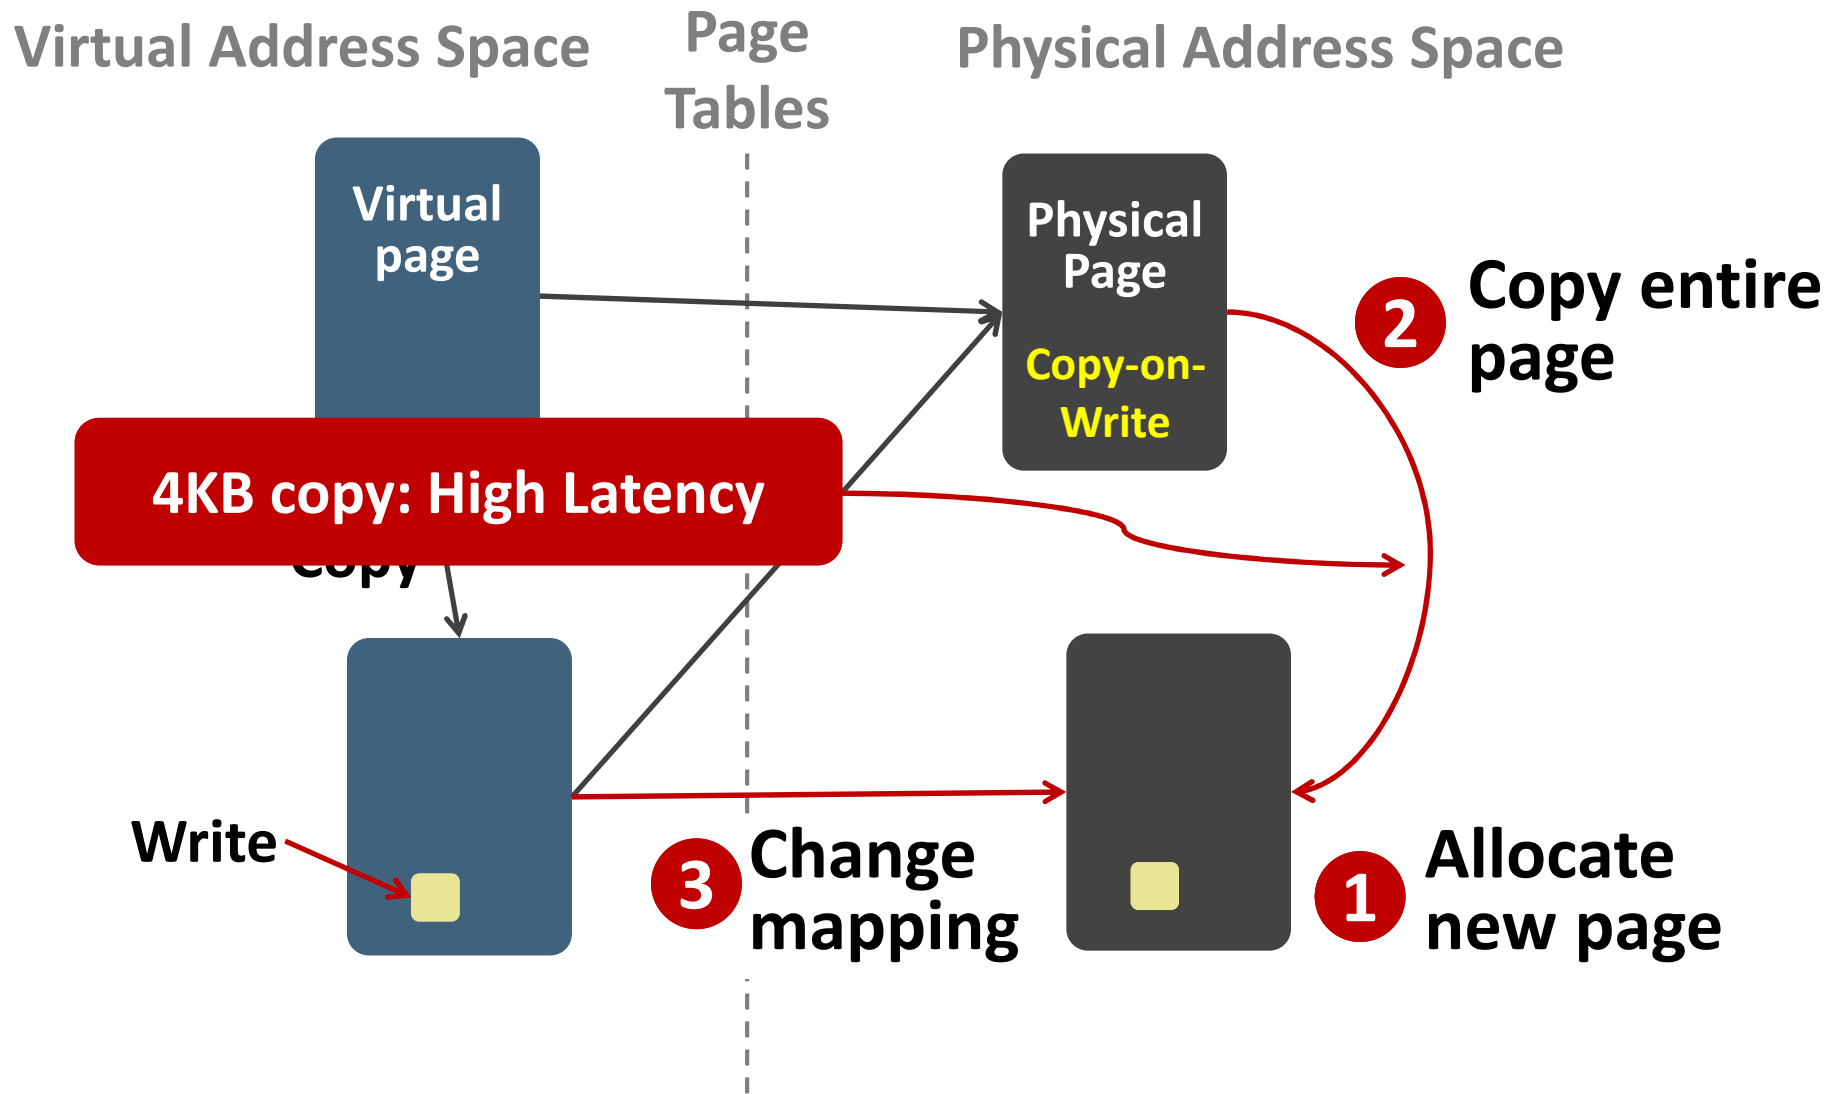 Virtual Address Space
Page
Tables
Physical Address Space
Virtual
page
Physical
Page
Copy-on-
Write
2
Copy entire
page
4KB copy: High Latency
Copy
Write
3
Change
mapping
1
Allocate
new page